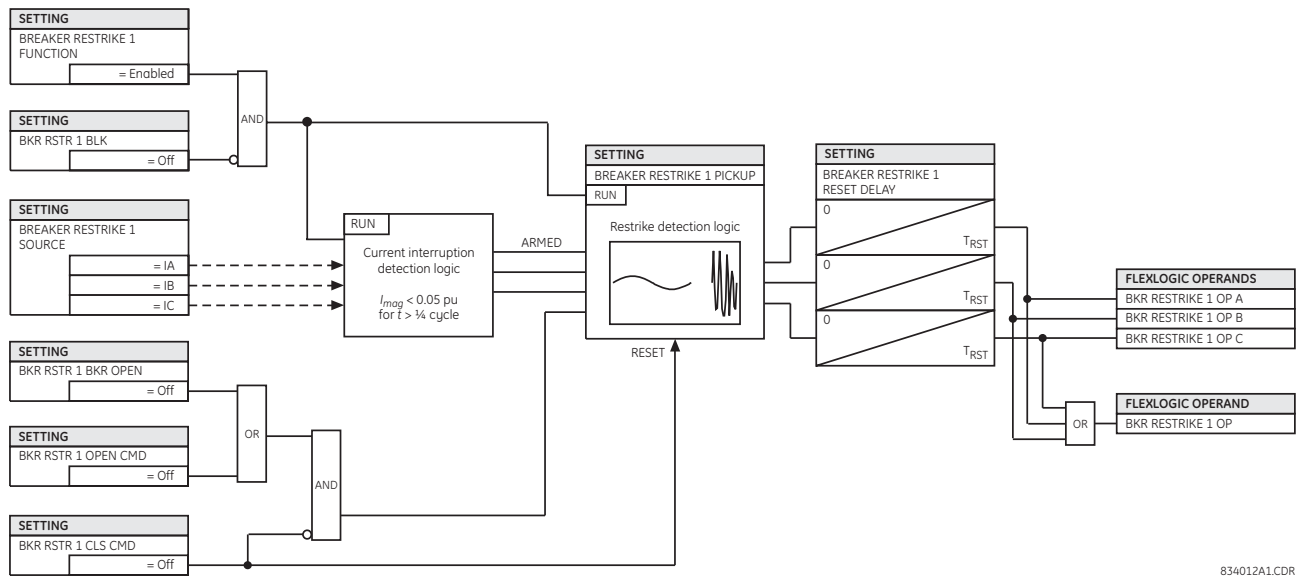 SETTING
BREAKER RESTRIKE 1
FUNCTION
= Enabled
SETTING
BKR RSTR 1 BLK
= Off
AND
SETTING
BREAKER RESTRIKE 1
SOURCE
= IA
= IB
= IC
RUN
Current interruption
detection logic
Imag < 0.05 pu
for t > ¼ cycle
ARMED
SETTING
BKR RSTR 1 BKR OPEN
= Off
SETTING
BKR RSTR 1 OPEN CMD
= Off
OR
AND
SETTING
BKR RSTR 1 CLS CMD
= Off
SETTING
BREAKER RESTRIKE 1 PICKUP
RUN
Restrike detection logic
RESET
SETTING
BREAKER RESTRIKE 1
RESET DELAY
0
TRST
0
TRST
0
TRST
FLEXLOGIC OPERANDS
BKR RESTRIKE 1 OP A
BKR RESTRIKE 1 OP B
BKR RESTRIKE 1 OP C
OR
FLEXLOGIC OPERAND
BKR RESTRIKE 1 OP
834012A1.CDR